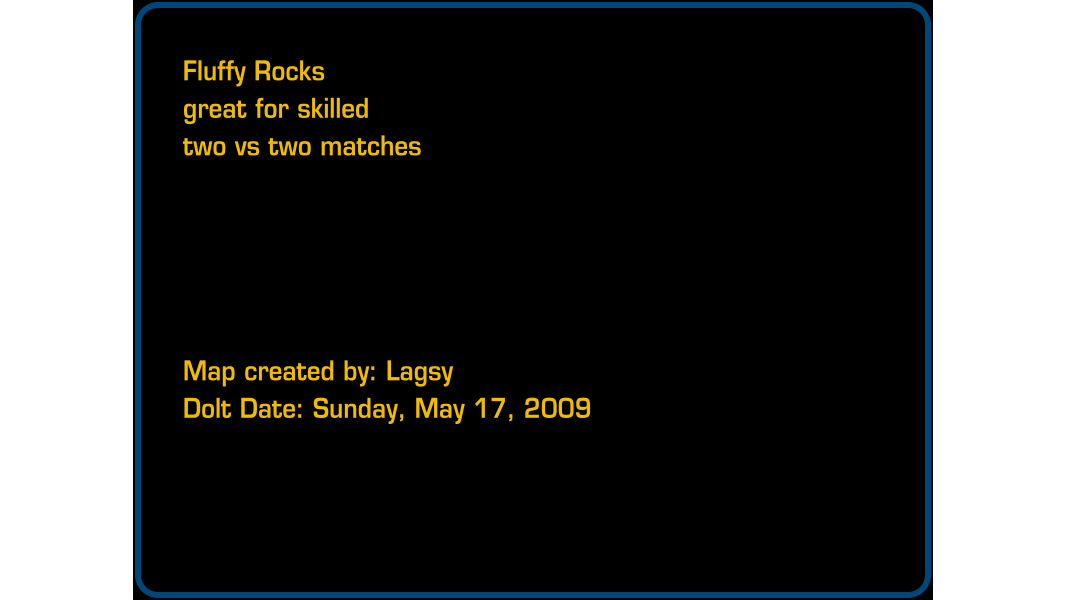 Fluffy Rocks
great for skilled
two vs two matches
Map created by: Lagsy
Dolt Date: Sunday, May 17, 2009